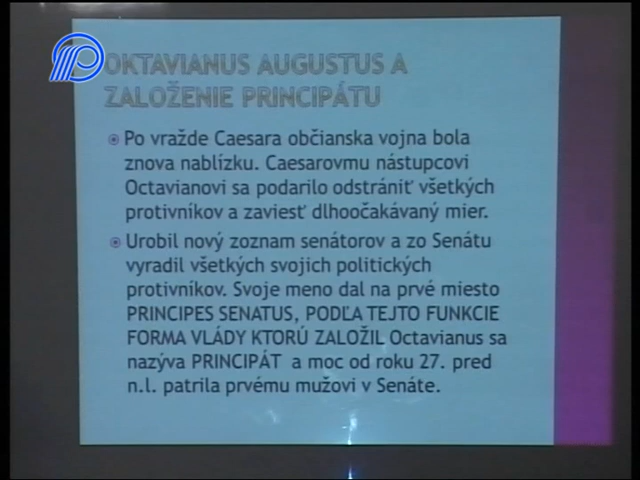 OKTAVIANUS AUGUSTUS A
ZALOŽENIE PRINCIPÁTU
Po vražde Caesara občianska vojna bola
znova nablízku. Caesarovmu nástupcovi
Octavianovi sa podarilo odstrániť všetkých
protivníkov a zaviesť dlhoočakávaný mier.
Urobil nový zoznam senátorov a zo Senátu
vyradil všetkých svojich politických
protivníkov. Svoje meno dal na prvé miesto
PRINCIPES SENATUS, PODĽA TEJTO FUNKCIE
FORMA VLÁDY KTORÚ ZALOŽIL Octavianus sa
nazýva PRINCIPÁT a moc od roku 27. pred
n.l. patrila prvému mužovi v Senáte.